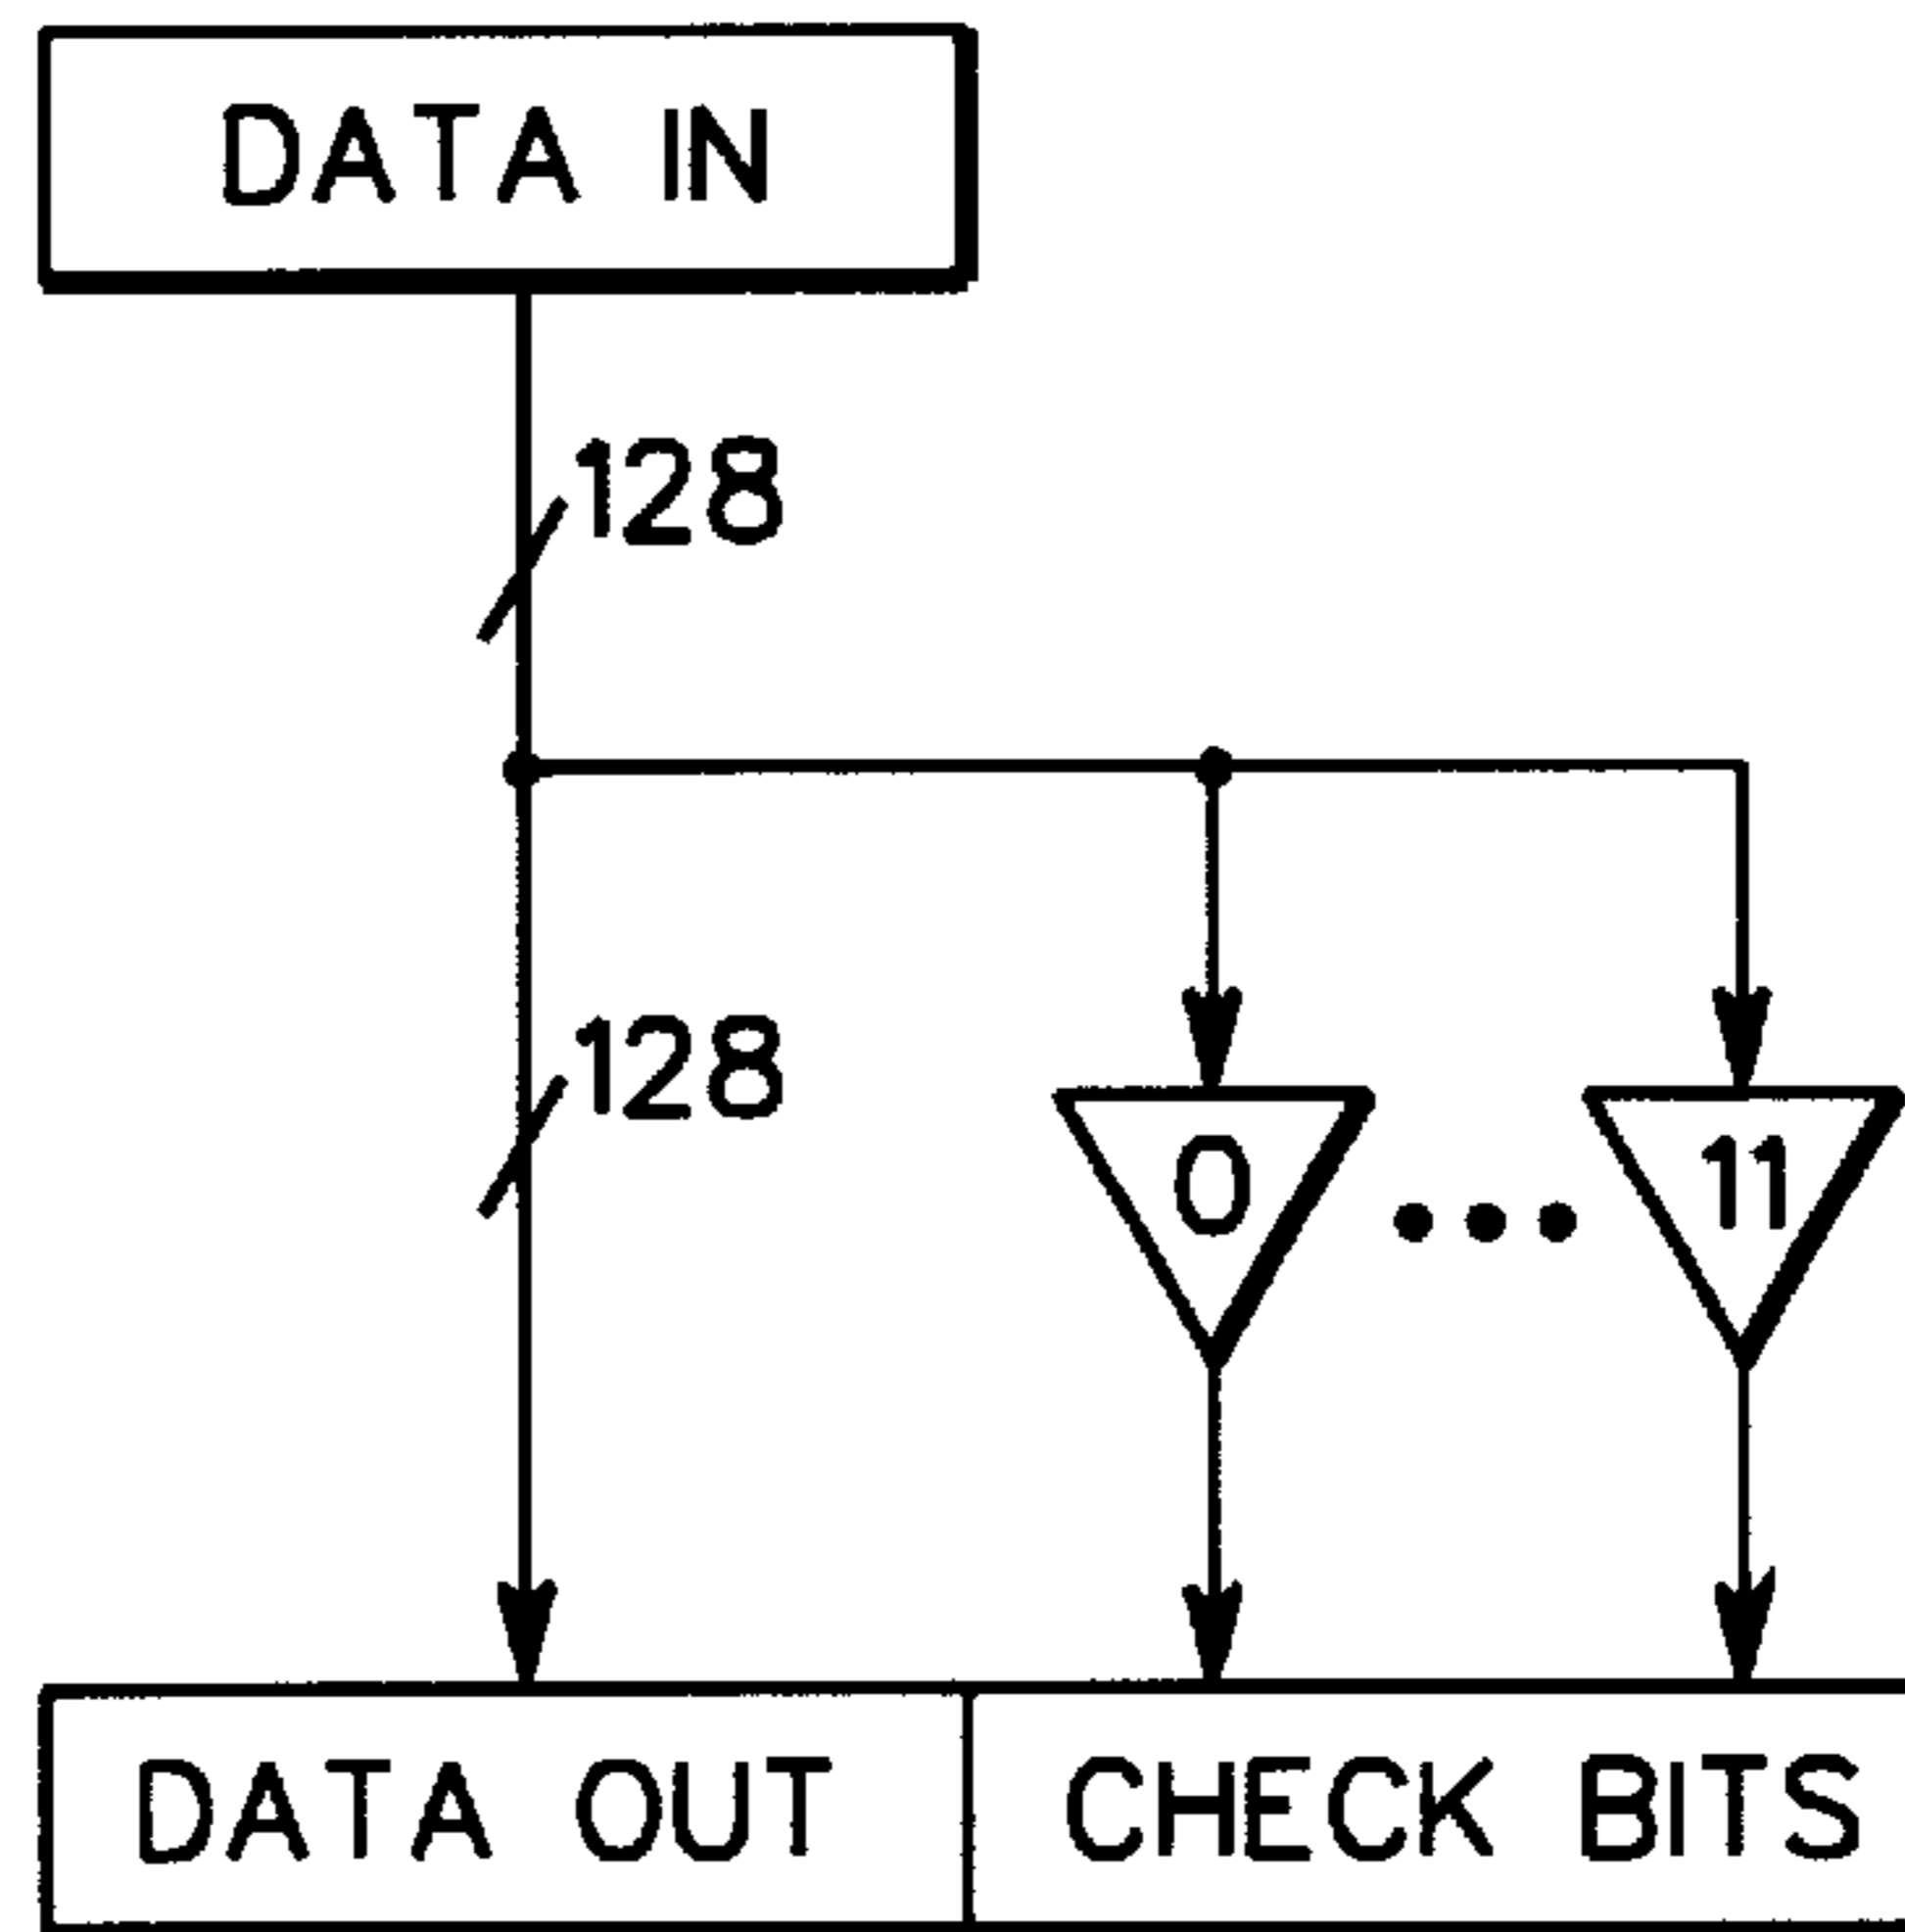 DATA IN
128
128
0 ••• 11
DATA OUT CHECK BITS